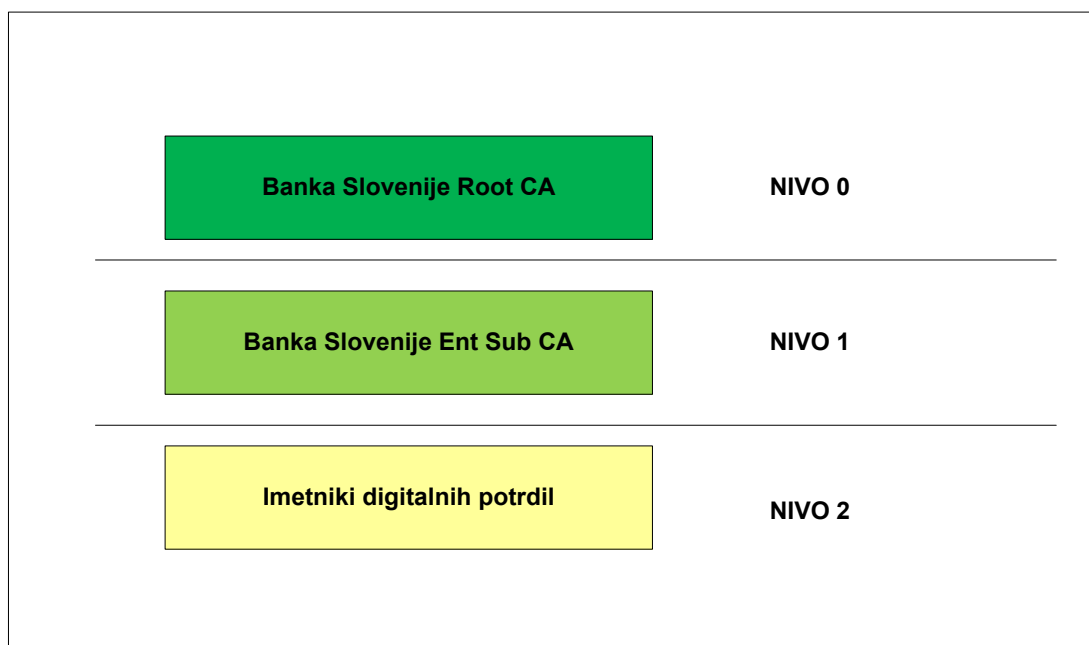 Banka Slovenije Root CA NIVO 0
Banka Slovenije Ent Sub CA NIVO 1
Imetniki digitalnih potrdil NIVO 2